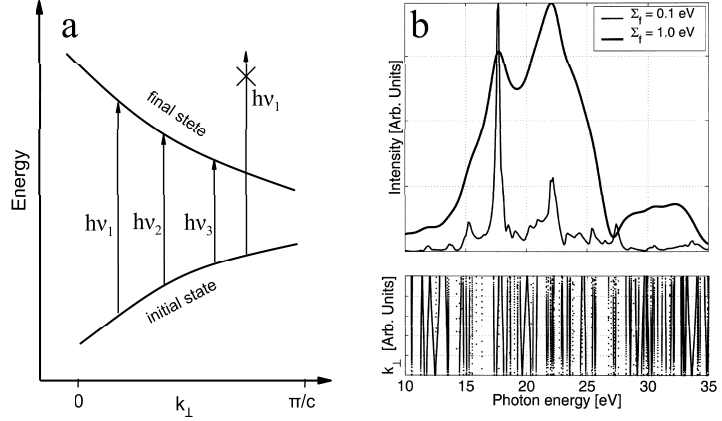 a
Energy
final stete
hν₁
hν₁
hν₂
hν₃
initial state
0
k⊥
π/c
b
Σf = 0.1 eV
Σf = 1.0 eV
Intensity [Arb. Units]
k⊥ [Arb. Units]
10 15 20 25 30 35
Photon energy [eV]